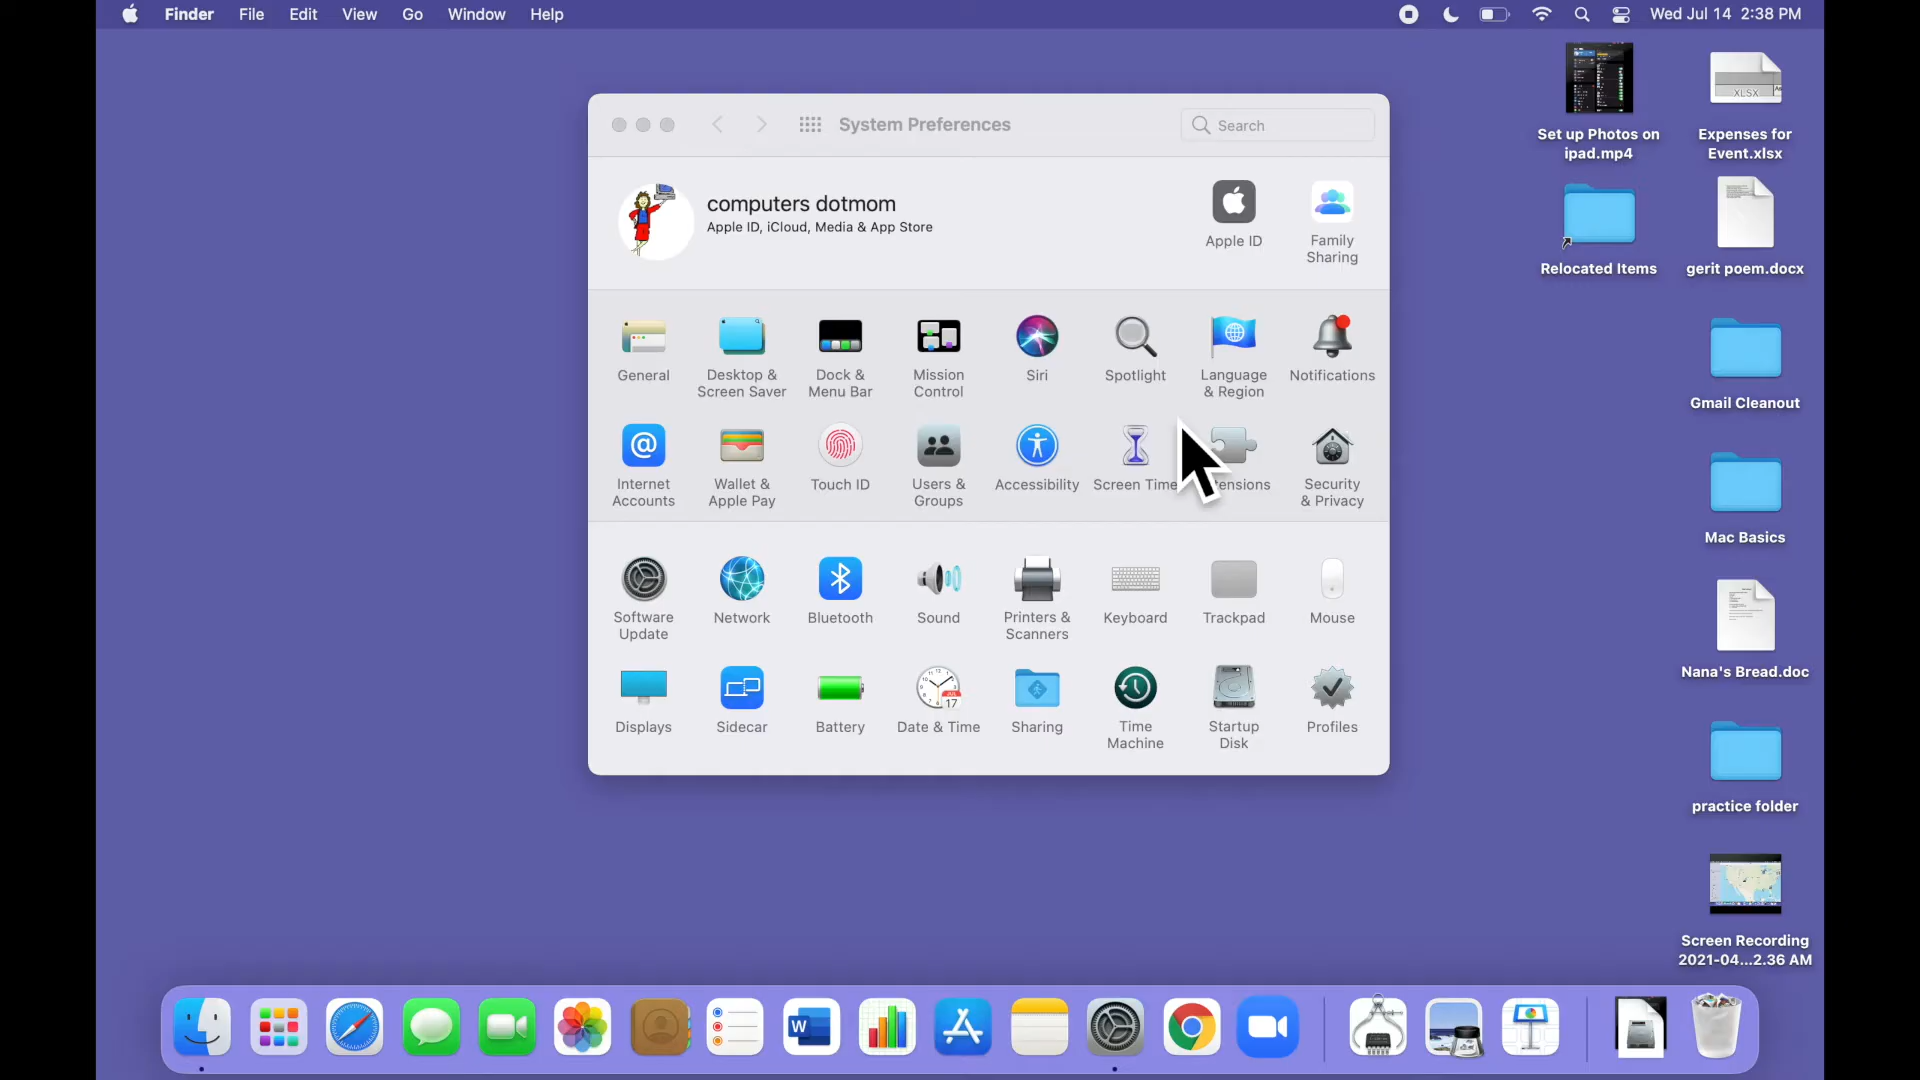 Finder File Edit View Go Window Help
Wed Jul 14 2:38 PM
System Preferences
Search
computers dotmom
Apple ID, iCloud, Media & App Store
Apple ID
Family
Sharing
General
Desktop &
Screen Saver
Dock &
Menu Bar
Mission
Control
Siri
Spotlight
Language
& Region
Notifications
Internet
Accounts
Wallet &
Apple Pay
Touch ID
Users &
Groups
Accessibility
Screen Time
ensions
Security
& Privacy
Software
Update
Network
Bluetooth
Sound
Printers &
Scanners
Keyboard
Trackpad
Mouse
Displays
Sidecar
Battery
Date & Time
Sharing
Time
Machine
Startup
Disk
Profiles
Set up Photos on
ipad.mp4
XLSX
Expenses for
Event.xlsx
Relocated Items
gerit poem.docx
Gmail Cleanout
Mac Basics
Nana's Bread.doc
practice folder
Screen Recording
2021-04...2.36 AM
17
W